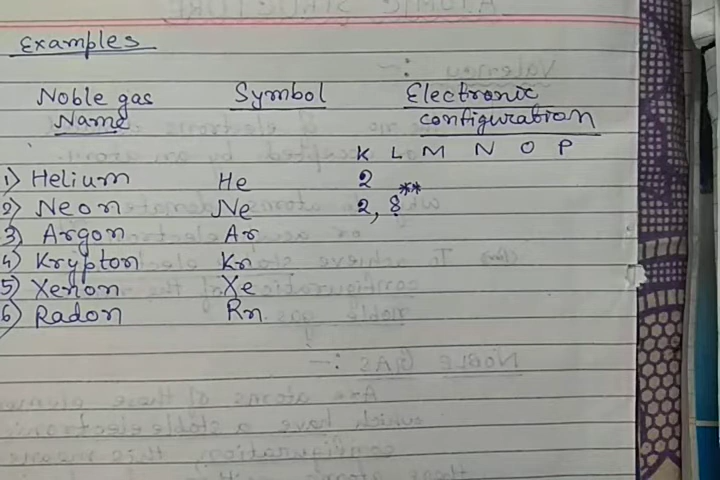 Examples
Noble gas Symbol Electronic
Name configuration
K L M N O P
1) Helium He 2
2) Neon Ne 2, 8**
3) Argon Ar
4) Krypton Kr
5) Xenon Xe
6) Radon Rn